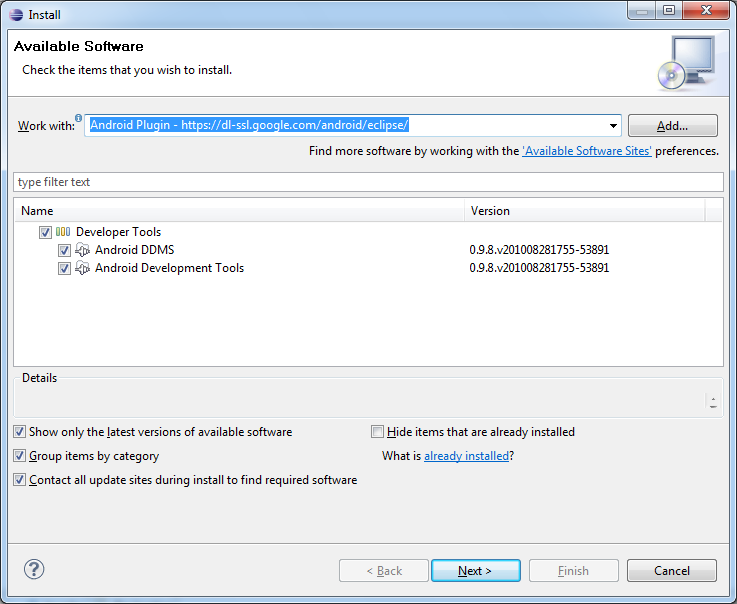 Install
Available Software
Check the items that you wish to install.
Work with: Android Plugin - https://dl-ssl.google.com/android/eclipse/ Add...
Find more software by working with the 'Available Software Sites' preferences.
type filter text
Name Version
Developer Tools
Android DDMS 0.9.8.v201008281755-53891
Android Development Tools 0.9.8.v201008281755-53891
Details
Show only the latest versions of available software Hide items that are already installed
Group items by category What is already installed?
Contact all update sites during install to find required software
? < Back Next > Finish Cancel